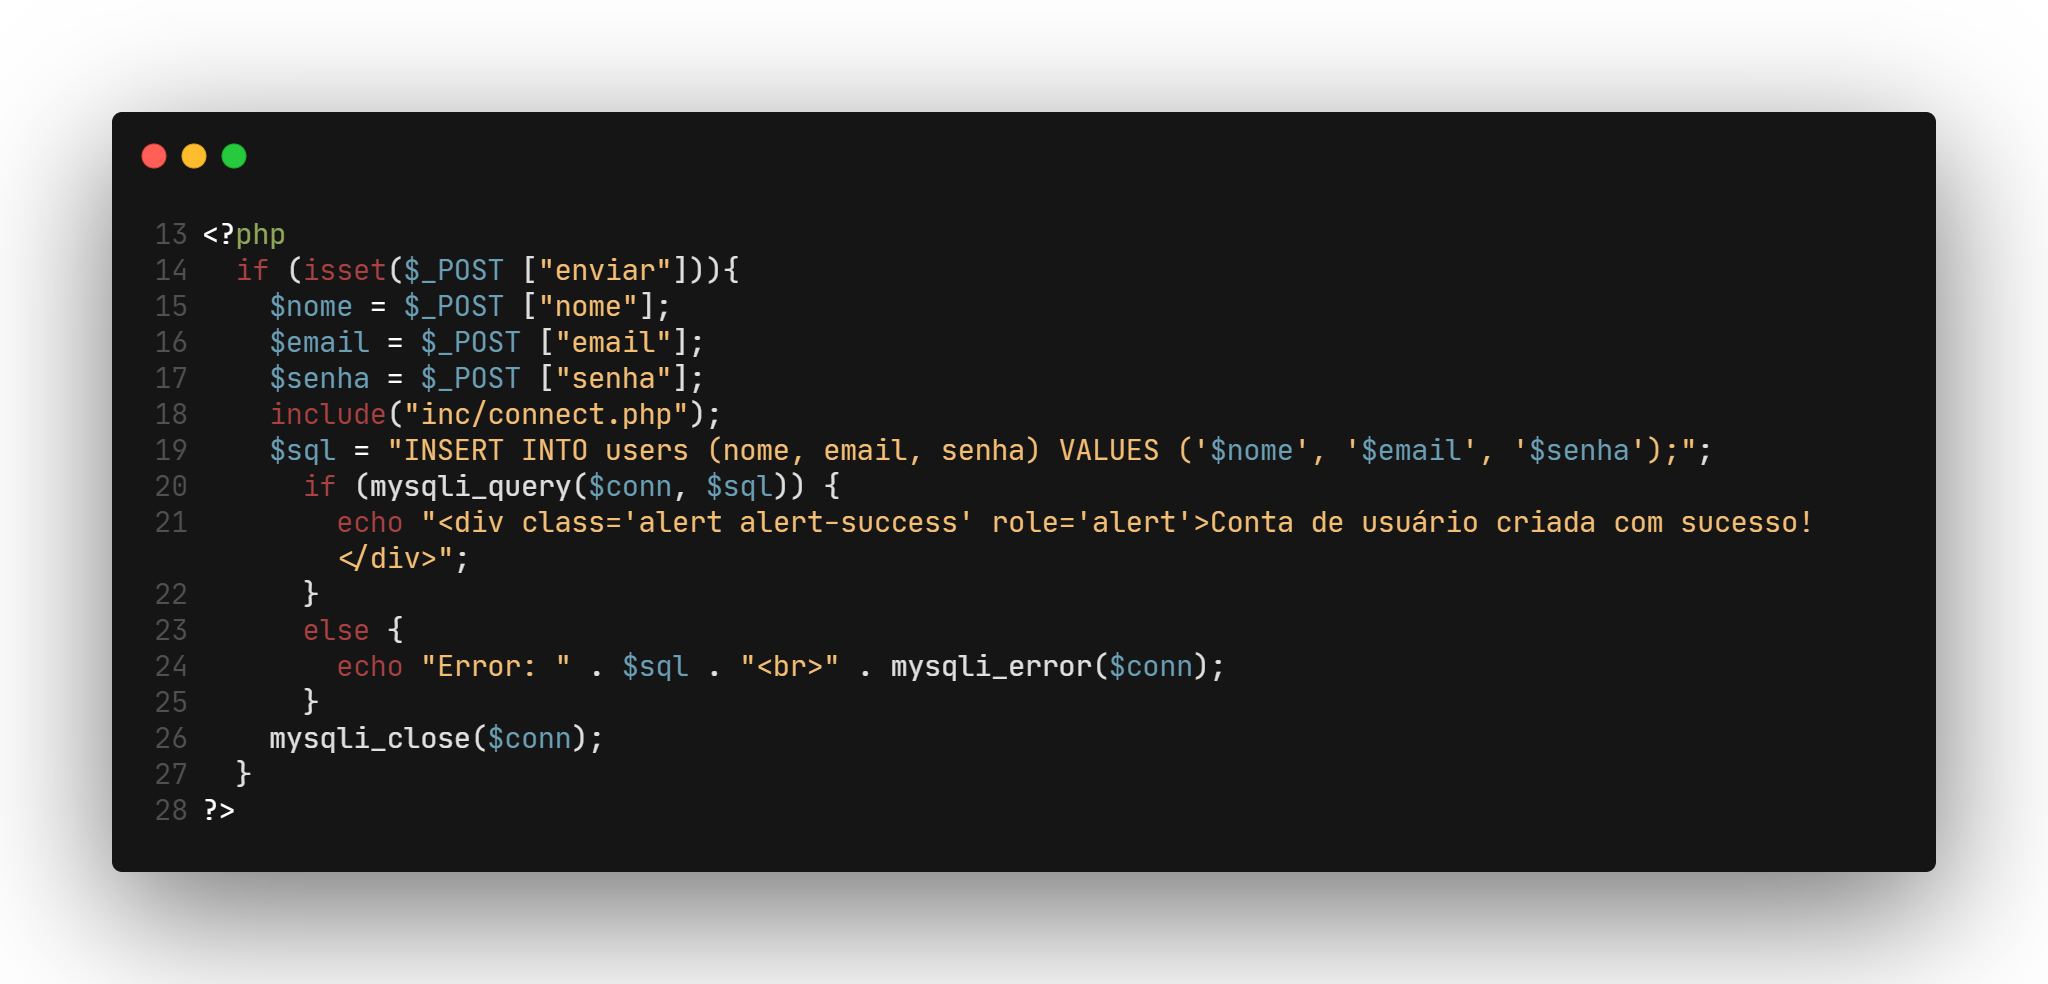 13 <?php
14   if (isset($_POST ["enviar"])){
15     $nome = $_POST ["nome"];
16     $email = $_POST ["email"];
17     $senha = $_POST ["senha"];
18     include("inc/connect.php");
19     $sql = "INSERT INTO users (nome, email, senha) VALUES ('$nome', '$email', '$senha');";
20       if (mysqli_query($conn, $sql)) {
21         echo "<div class='alert alert-success' role='alert'>Conta de usuário criada com sucesso!
        </div>";
22       }
23       else {
24         echo "Error: " . $sql . "<br>" . mysqli_error($conn);
25       }
26     mysqli_close($conn);
27   }
28 ?>